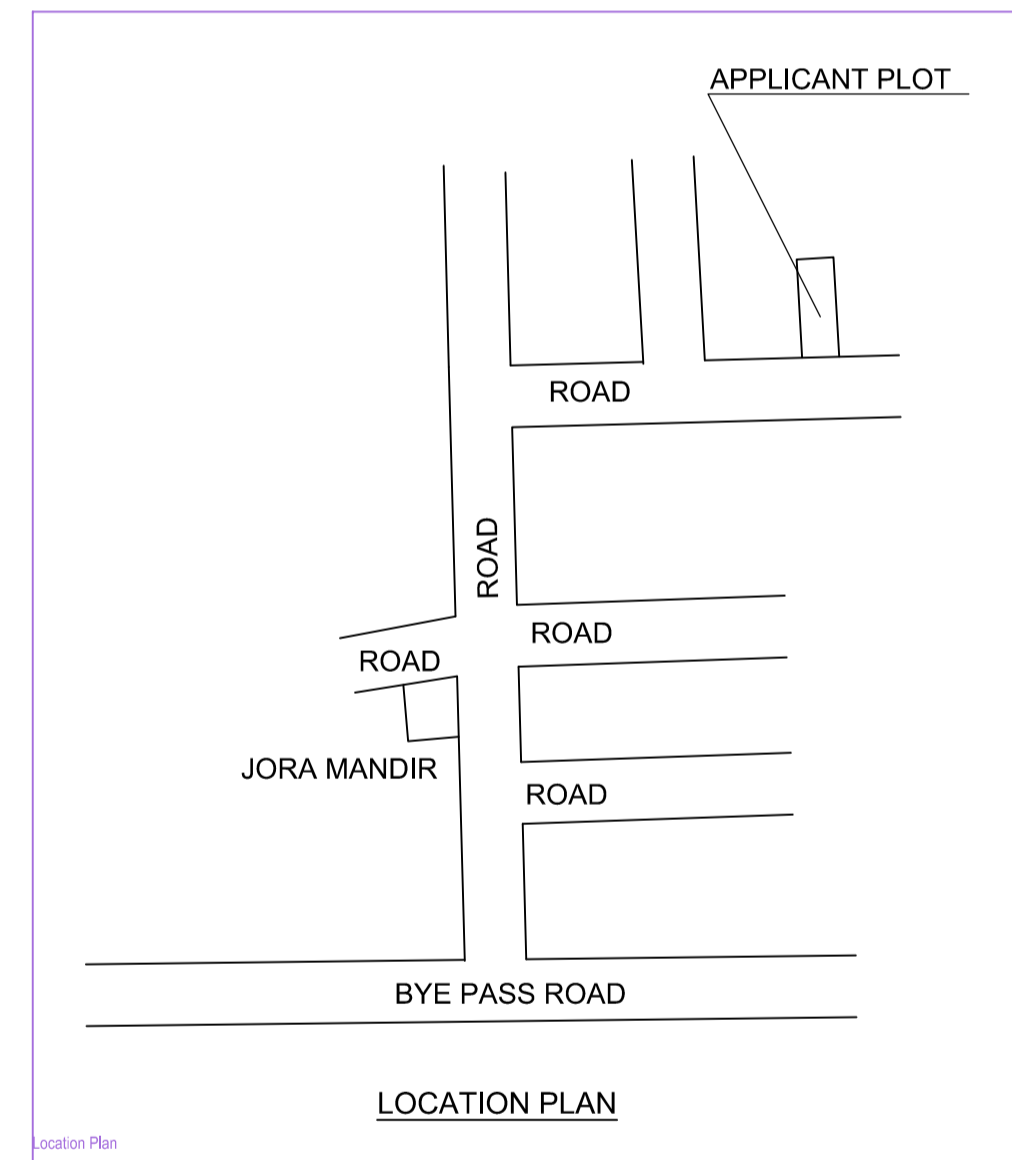 APPLICANT PLOT
ROAD
ROAD
ROAD
ROAD
JORA MANDIR
ROAD
BYE PASS ROAD
LOCATION PLAN
Location Plan